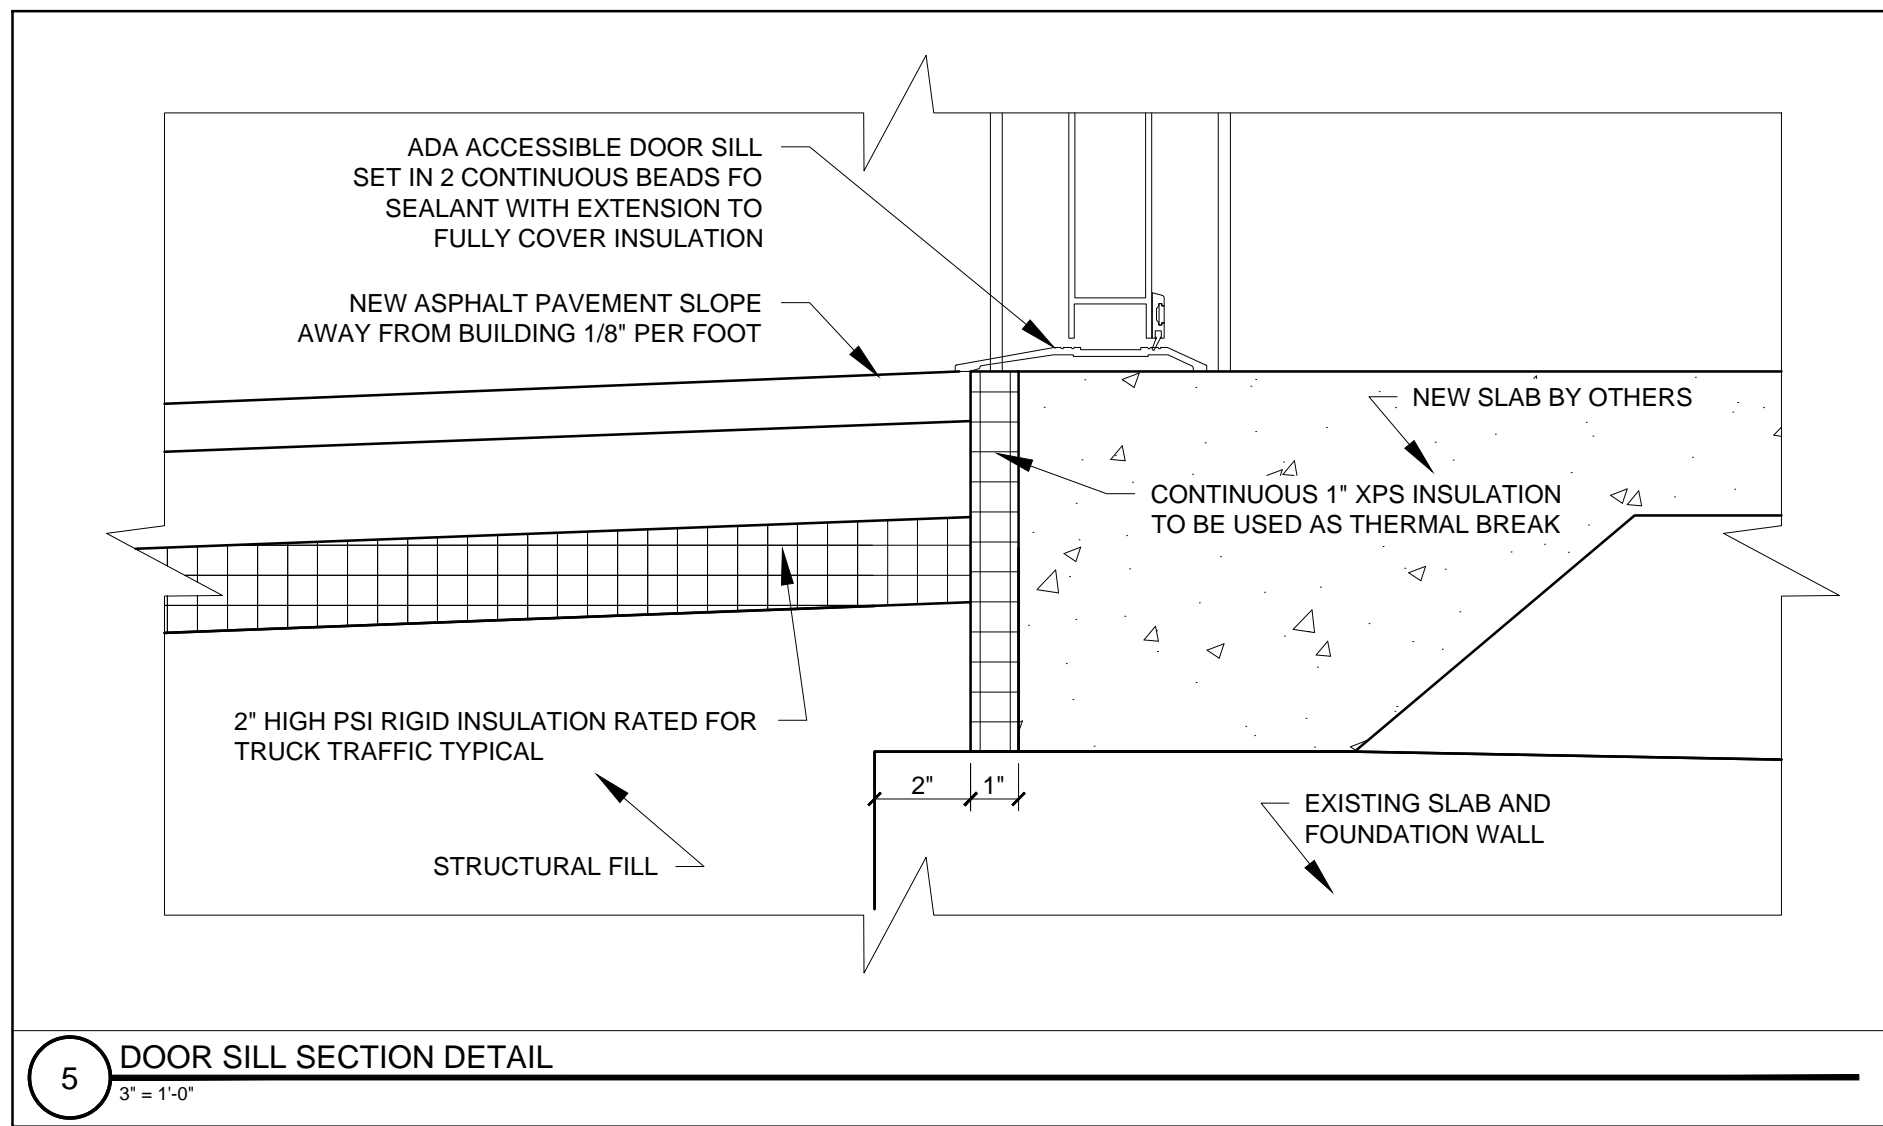 ADA ACCESSIBLE DOOR SILL
SET IN 2 CONTINUOUS BEADS FO
SEALANT WITH EXTENSION TO
FULLY COVER INSULATION
NEW ASPHALT PAVEMENT SLOPE
AWAY FROM BUILDING 1/8" PER FOOT
NEW SLAB BY OTHERS
CONTINUOUS 1" XPS INSULATION
TO BE USED AS THERMAL BREAK
2" HIGH PSI RIGID INSULATION RATED FOR
TRUCK TRAFFIC TYPICAL
2"
1"
EXISTING SLAB AND
FOUNDATION WALL
STRUCTURAL FILL
5
DOOR SILL SECTION DETAIL
3" = 1'-0"